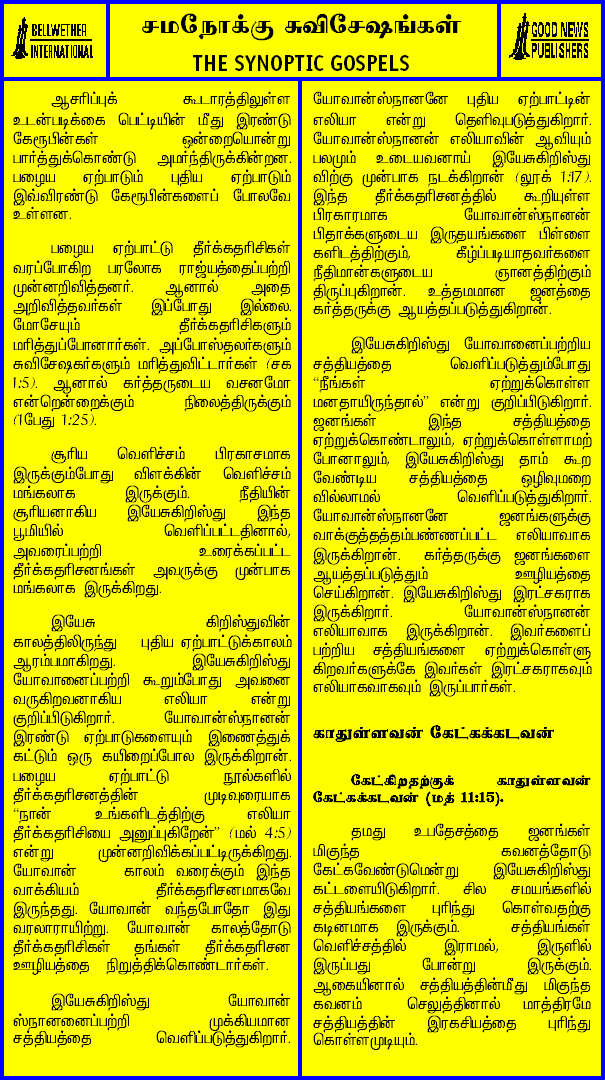 BELLWETHER
INTERNATIONAL
சமநோக்கு சுவிசேஷங்கள்
THE SYNOPTIC GOSPELS
GOOD NEWS
PUBLISHERS
ஆசரிப்புக் கூடாரத்திலுள்ள
உடன்படிக்கை பெட்டியின் மீது இரண்டு
கேரூபின்கள் ஒன்றையொன்று
பார்த்துக்கொண்டு அமர்ந்திருக்கின்றன.
பழைய ஏற்பாடும் புதிய ஏற்பாடும்
இவ்விரண்டு கேரூபின்களைப் போலவே
உள்ளன.
பழைய ஏற்பாட்டு தீர்க்கதரிசிகள்
வரப்போகிற பரலோக ராஜ்யத்தைப்பற்றி
முன்னறிவித்தனர். ஆனால் அதை
அறிவித்தவர்கள் இப்போது இல்லை.
மோசேயும் தீர்க்கதரிசிகளும்
மரித்துப்போனார்கள். அப்போஸ்தலர்களும்
சுவிசேஷகர்களும் மரித்துவிட்டார்கள் (சக
1:5). ஆனால் கர்த்தருடைய வசனமோ
என்றென்றைக்கும் நிலைத்திருக்கும்
(1பேது 1:25).
சூரிய வெளிச்சம் பிரகாசமாக
இருக்கும்போது விளக்கின் வெளிச்சம்
மங்கலாக இருக்கும். நீதியின்
சூரியனாகிய இயேசுகிறிஸ்து இந்த
பூமியில் வெளிப்பட்டதினால்,
அவரைப்பற்றி உரைக்கப்பட்ட
தீர்க்கதரிசனங்கள் அவருக்கு முன்பாக
மங்கலாக இருக்கிறது.
இயேசு கிறிஸ்துவின்
காலத்திலிருந்து புதிய ஏற்பாட்டுக்காலம்
ஆரம்பமாகிறது. இயேசுகிறிஸ்து
யோவானைப்பற்றி கூறும்போது அவனை
வருகிறவனாகிய எலியா என்று
குறிப்பிடுகிறார். யோவான்ஸ்நானன்
இரண்டு ஏற்பாடுகளையும் இணைத்துக்
கட்டும் ஒரு கயிறைப்போல இருக்கிறான்.
பழைய ஏற்பாட்டு நூல்களில்
தீர்க்கதரிசனத்தின் முடிவுரையாக
“நான் உங்களிடத்திற்கு எலியா
தீர்க்கதரிசியை அனுப்புகிறேன்” (மல் 4:5)
என்று முன்னறிவிக்கப்பட்டிருக்கிறது.
யோவான் காலம் வரைக்கும் இந்த
வாக்கியம் தீர்க்கதரிசனமாகவே
இருந்தது. யோவான் வந்தபோதோ இது
வரலாராயிற்று. யோவான் காலத்தோடு
தீர்க்கதரிசிகள் தங்கள் தீர்க்கதரிசன
ஊழியத்தை நிறுத்திக்கொண்டார்கள்.
இயேசுகிறிஸ்து யோவான்
ஸ்நானனைப்பற்றி முக்கியமான
சத்தியத்தை வெளிப்படுத்துகிறார்.
யோவான்ஸ்நானனே புதிய ஏற்பாட்டின்
எலியா என்று தெளிவுபடுத்துகிறார்.
யோவான்ஸ்நானன் எலியாவின் ஆவியும்
பலமும் உடையவனாய் இயேசுகிறிஸ்து
விற்கு முன்பாக நடக்கிறான் (லூக் 1:17).
இந்த தீர்க்கதரிசனத்தில் கூறியுள்ள
பிரகாரமாக யோவான்ஸ்நானன்
பிதாக்களுடைய இருதயங்களை பிள்ளை
களிடத்திற்கும், கீழ்ப்படியாதவர்களை
நீதிமான்களுடைய ஞானத்திற்கும்
திருப்புகிறான். உத்தமமான ஜனத்தை
கர்த்தருக்கு ஆயத்தப்படுத்துகிறான்.
இயேசுகிறிஸ்து யோவானைப்பற்றிய
சத்தியத்தை வெளிப்படுத்தும்போது
“நீங்கள் ஏற்றுக்கொள்ள
மனதாயிருந்தால்” என்று குறிப்பிடுகிறார்.
ஜனங்கள் இந்த சத்தியத்தை
ஏற்றுக்கொண்டாலும், ஏற்றுக்கொள்ளாமற்
போனாலும், இயேசுகிறிஸ்து தாம் கூற
வேண்டிய சத்தியத்தை ஒழிவுமறை
வில்லாமல் வெளிப்படுத்துகிறார்.
யோவான்ஸ்நானனே ஜனங்களுக்கு
வாக்குத்தத்தம்பண்ணப்பட்ட எலியாவாக
இருக்கிறான். கர்த்தருக்கு ஜனங்களை
ஆயத்தப்படுத்தும் ஊழியத்தை
செய்கிறான். இயேசுகிறிஸ்து இரட்சகராக
இருக்கிறார். யோவான்ஸ்நானன்
எலியாவாக இருக்கிறான். இவர்களைப்
பற்றிய சத்தியங்களை ஏற்றுக்கொள்ளு
கிறவர்களுக்கே இவர்கள் இரட்சகராகவும்
எலியாகவாகவும் இருப்பார்கள்.
காதுள்ளவன் கேட்கக்கடவன்
கேட்கிறதற்குக் காதுள்ளவன்
கேட்கக்கடவன் (மத் 11:15).
தமது உபதேசத்தை ஜனங்கள்
மிகுந்த கவனத்தோடு
கேட்கவேண்டுமென்று இயேசுகிறிஸ்து
கட்டளையிடுகிறார். சில சமயங்களில்
சத்தியங்களை புரிந்து கொள்வதற்கு
கடினமாக இருக்கும். சத்தியங்கள்
வெளிச்சத்தில் இராமல், இருளில்
இருப்பது போன்று இருக்கும்.
ஆகையினால் சத்தியத்தின்மீது மிகுந்த
கவனம் செலுத்தினால் மாத்திரமே
சத்தியத்தின் இரகசியத்தை புரிந்து
கொள்ளமுடியும்.